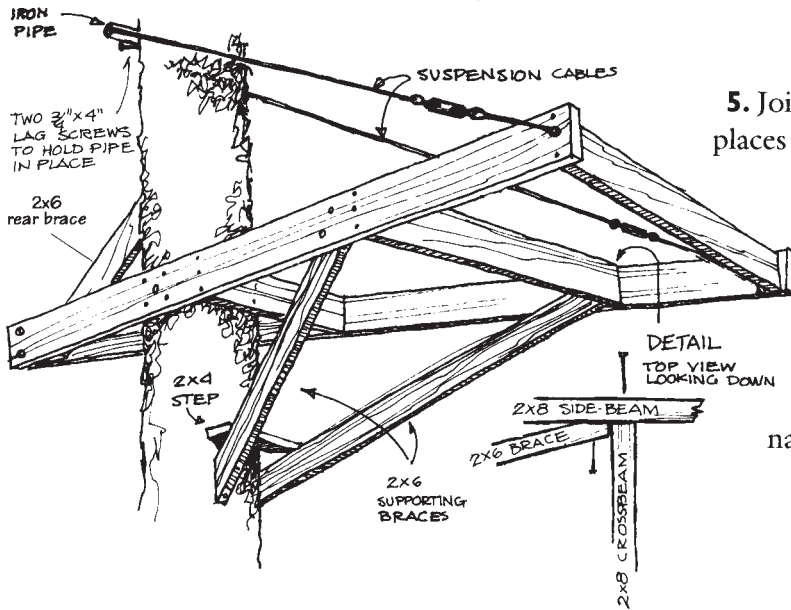 IRON
PIPE
SUSPENSION CABLES
TWO ¾"x4"
LAG SCREWS
TO HOLD PIPE
IN PLACE
2x6
rear brace
5. Joi
places
2x4
STEP
2x6
SUPPORTING
BRACES
DETAIL
TOP VIEW
LOOKING DOWN
2x8 SIDE-BEAM
2x6 BRACE
2x8 CROSSBEAM
na